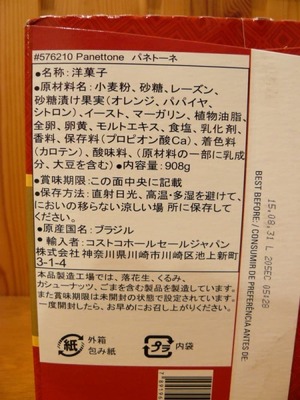 #576210 Panettone パネトーネ
●名称:洋菓子
●原材料名:小麦粉、砂糖、レーズン、
砂糖漬け果実(オレンジ、パパイヤ、
シトロン)、イースト、マーガリン、植物油脂、
全卵、卵黄、モルトエキス、食塩、乳化剤、
香料、保存料(プロピオン酸Ca)、着色料
(カロテン)、酸味料、(原材料の一部に乳成
分、大豆を含む) ●内容量:908g
●賞味期限:この面中央に記載
●保存方法:直射日光、高温・多湿を避けて、
においの移らない涼しい場 所に保存して
ください。
●原産国名:ブラジル
● 輸入者:コストコホールセールジャパン
株式会社 神奈川県川崎市川崎区池上新町
3-1-4
本品製造工場では、落花生、くるみ、
カシューナッツ、ごまを含む製品を製造しています。
また賞味期限は未開封の状態で設定されています。
一度開封したら、お早めにお召し上がりください。
紙 外箱
包み紙
プラ 内袋
BEST BEFORE: / CONSUMIR DE PREFERENCIA ANTES DE:
15.08.31 L 205EC 05:28